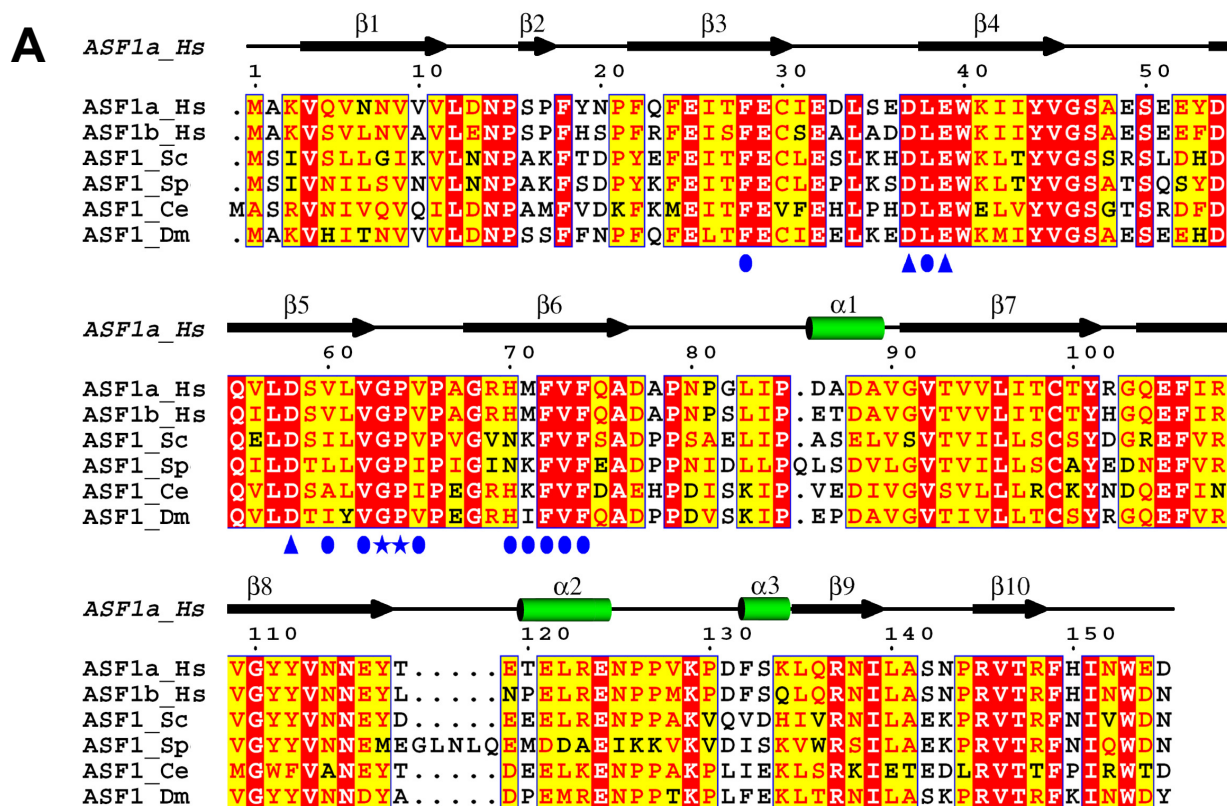 A
β1 β2 β3 β4
ASF1a_Hs
1 10 20 30 40 50
ASF1a_Hs .MAKVQVNNVVVLDNPSPFYNPFQFEITFECIEDLSEDLEWKIIYVGSAESEEYD
ASF1b_Hs .MAKVSVLNVAVLENPSPFHSPFRFEISFECSEALADDLEWKIIYVGSAESEEFD
ASF1_Sc .MSIVSLLGIKVLNNPAKFTDPYEFEITFECLESLKHDLEWKLTYVGSSRSLDHD
ASF1_Sp .MSIVNILSVNVLNNPAKFSDPYKFEITFECLEPLKSDLEWKLTYVGSATSQSYD
ASF1_Ce MASRVNIVQVQILDNPAMFVDKFKMEITFEVFEHLPHDLEWELVYVGSGTSRDFD
ASF1_Dm .MAKVHITNVVVLDNPSSFFNPFQFELTFECIEELKEDLEWKMIYVGSAESEEHD
β5 β6 α1 β7
ASF1a_Hs
60 70 80 90 100
ASF1a_Hs QVLDSVLVGPVPAGRHMFVFQADAPNPGLIP.DADAVGVTVVLITCTYRGQEFIR
ASF1b_Hs QILDSVLVGPVPAGRHMFVFQADAPNPSLIP.ETDAVGVTVVLITCTYHGQEFIR
ASF1_Sc QELDSILVGPVPVGVNKFVFSADPPSAELIP.ASELVSVTVILLSCSYDGREFVR
ASF1_Sp QILDTLLVGPIPIGINKFVFEADPPNIDLLPQLSDVLGVTVILLSCAYEDNEFVR
ASF1_Ce QVLDSALVGPIPEGRHKFVFDAEHPDISKIP.VEDIVGVSVLLLRCKYNDQEFIN
ASF1_Dm QVLDTIYVGPVPEGRHIFVFQADPPDVSKIP.EPDAVGVTVVLLTCSYRGQEFVR
β8 α2 α3 β9 β10
ASF1a_Hs
110 120 130 140 150
ASF1a_Hs VGYYVNNEYT.....ETELRENPPVKPDFSKLQRNILASNPRVTRFHINWED
ASF1b_Hs VGYYVNNEYL.....NPELRENPPMKPDFSQLQRNILASNPRVTRFHINWDN
ASF1_Sc VGYYVNNEYD.....EEELRENPPAKVQVDHIVRNILAEKPRVTRFNIVWDN
ASF1_Sp VGYYVNNEMEGLNLQEMDDAEIKKVKVDISKVWRSILAEKPRVTRFNIQWDN
ASF1_Ce MGWFVANEYT.....DEELKENPPAKPLIEKLSRKIETEDLRVTTFPIRWTD
ASF1_Dm VGYYVNNDYA.....DPEMRENPPTKPLFEKLTRNILASKPRVTRFKINWDY